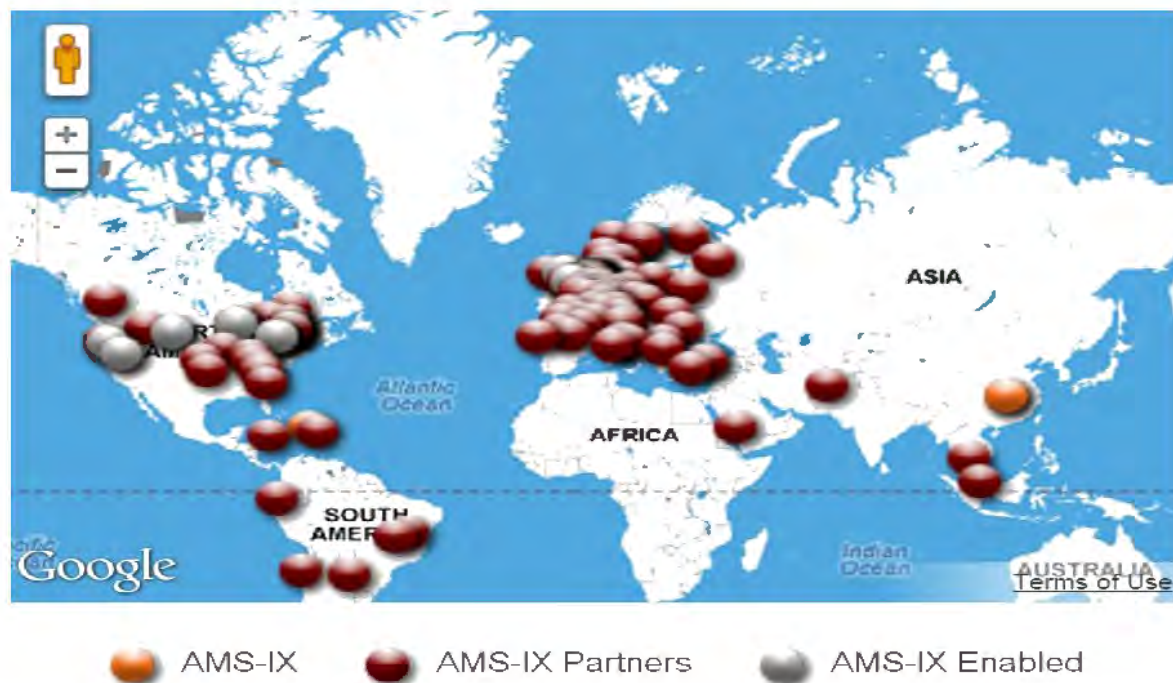 +
−
ASIA
Atlantic
Ocean
AFRICA
SOUTH
Indian
Ocean
Google
AUSTRALIA
Terms of Use
AMS-IX
AMS-IX Partners
AMS-IX Enabled